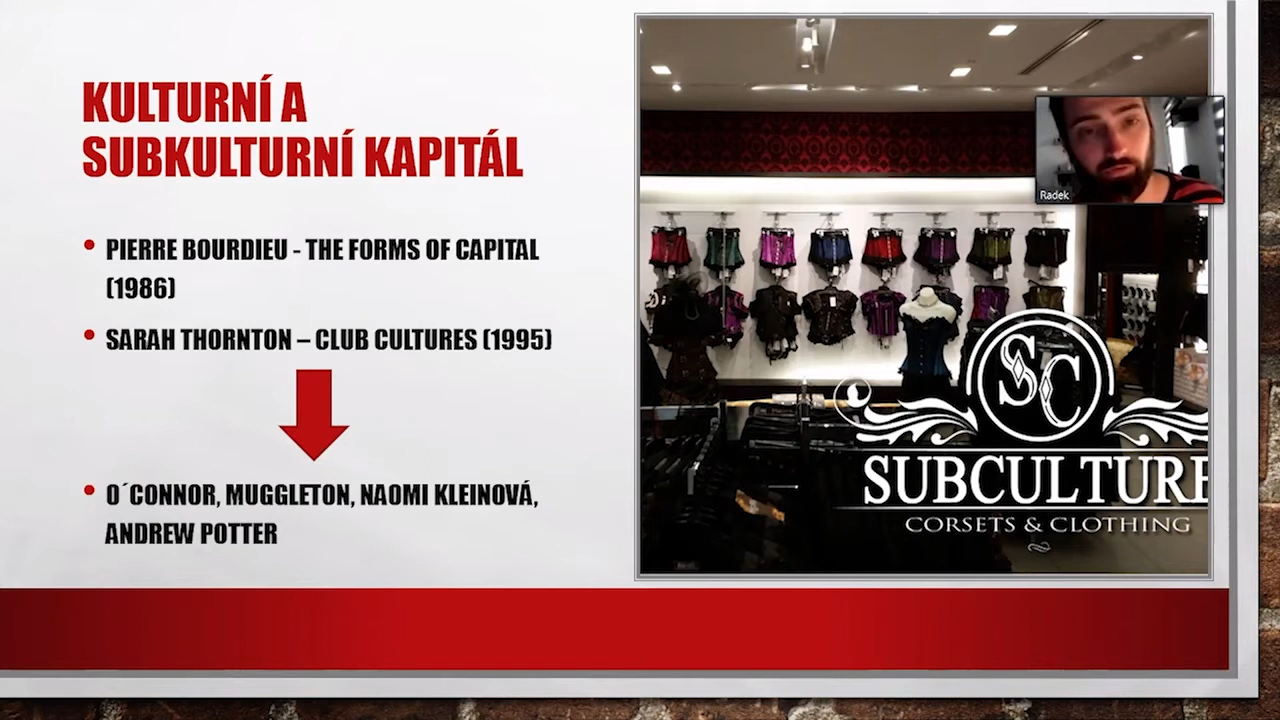 KULTURNÍ A
SUBKULTURNÍ KAPITÁL
PIERRE BOURDIEU - THE FORMS OF CAPITAL
(1986)
SARAH THORNTON – CLUB CULTURES (1995)
O´CONNOR, MUGGLETON, NAOMI KLEINOVÁ,
ANDREW POTTER
Radek
SC
SUBCULTURE
CORSETS & CLOTHING